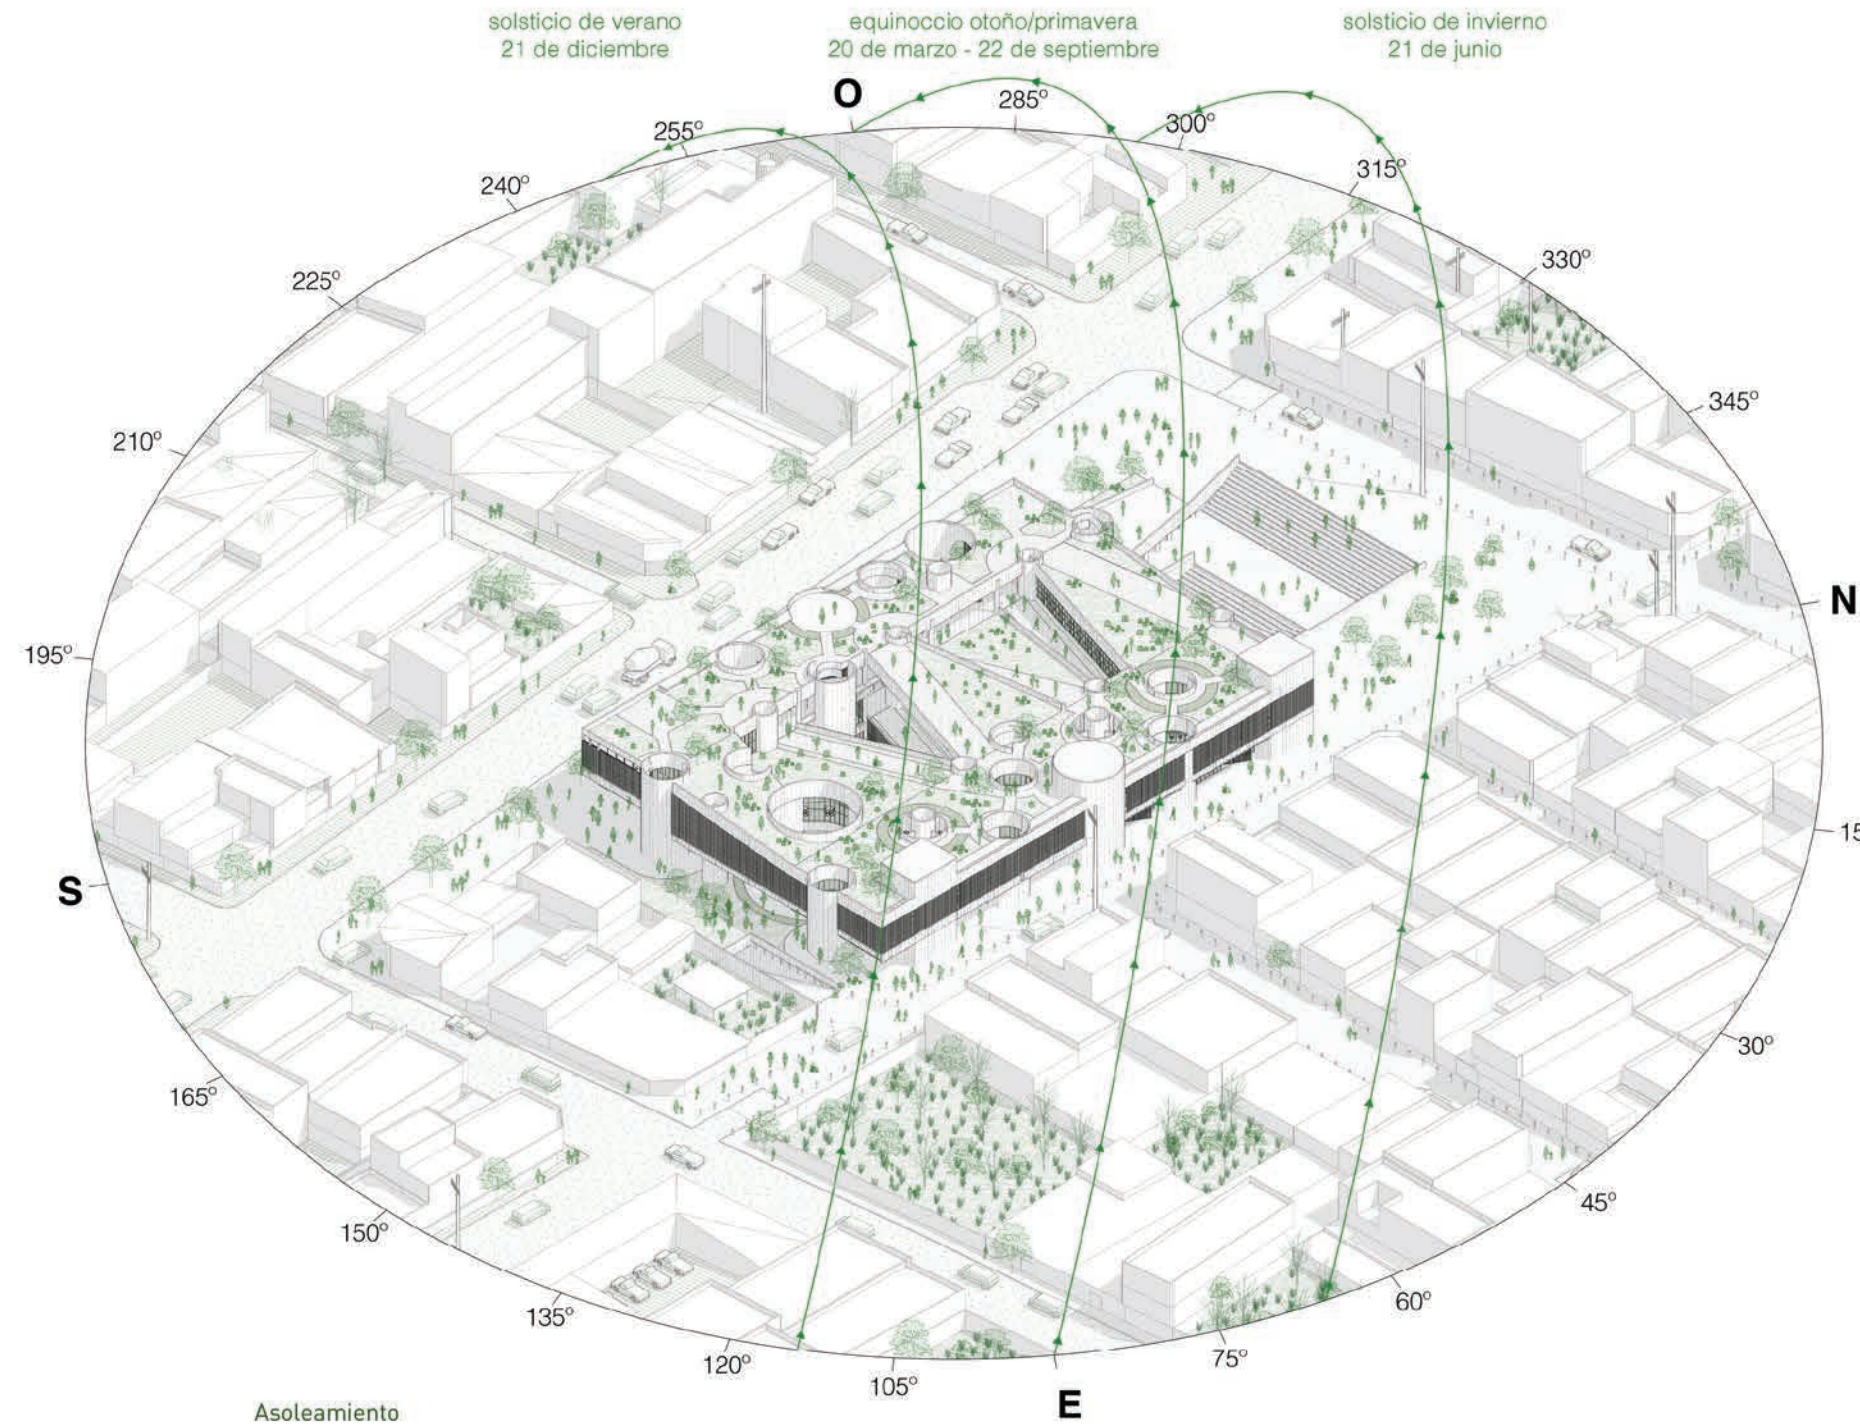 solsticio de verano
21 de diciembre
equinoccio otoño/primavera
20 de marzo - 22 de septiembre
solsticio de invierno
21 de junio
O
285º
300º
255º
315º
240º
330º
225º
345º
210º
N
195º
15
S
30º
165º
45º
150º
60º
135º
75º
120º
105º
E
Asoleamiento